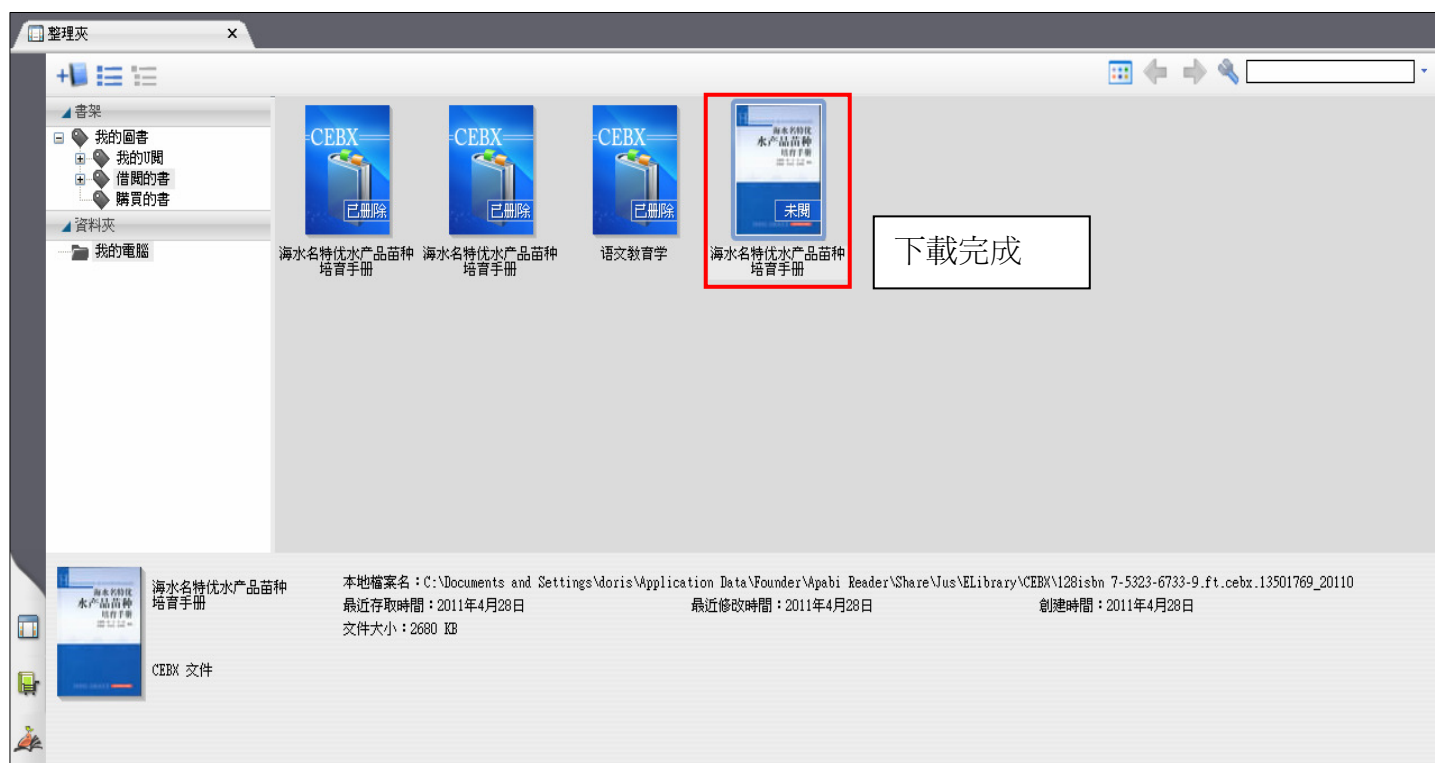 整理夾 x
書架
我的圖書
我的U閱
借閱的書
購買的書
資料夾
我的電腦
CEBX
已刪除
海水名特优水产品苗种
培育手册
CEBX
已刪除
海水名特优水产品苗种
培育手册
CEBX
已刪除
语文教育学
海水名特优
水产品苗种
培育手册
未閱
海水名特优水产品苗种
培育手册
下載完成
海水名特优
水产品苗种
培育手册
海水名特优水产品苗种
培育手册
CEBX 文件
本地檔案名：C:\Documents and Settings\doris\Application Data\Founder\Apabi Reader\Share\Jus\ELibrary\CEBX\128isbn 7-5323-6733-9.ft.cebx.13501769_20110
最近存取時間：2011年4月28日 最近修改時間：2011年4月28日 創建時間：2011年4月28日
文件大小：2680 KB